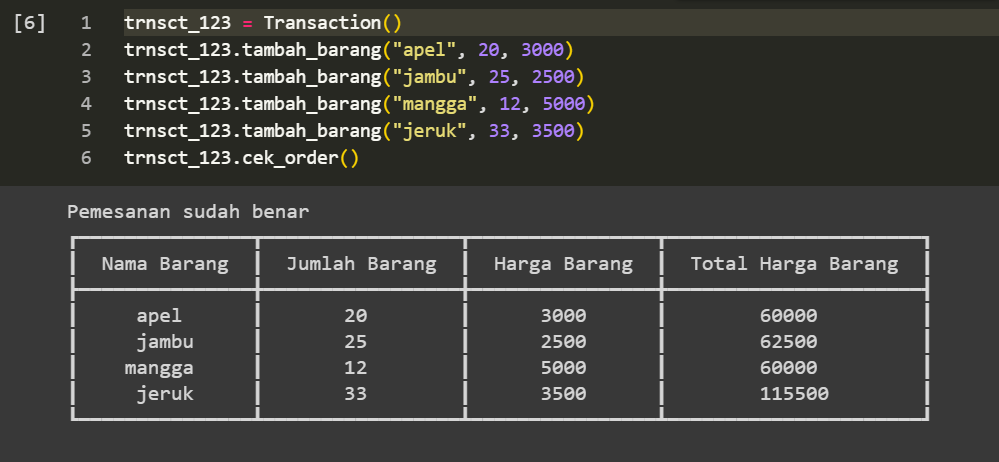 [6] 1 trnsct_123 = Transaction()
2 trnsct_123.tambah_barang("apel", 20, 3000)
3 trnsct_123.tambah_barang("jambu", 25, 2500)
4 trnsct_123.tambah_barang("mangga", 12, 5000)
5 trnsct_123.tambah_barang("jeruk", 33, 3500)
6 trnsct_123.cek_order()
Pemesanan sudah benar
Nama Barang Jumlah Barang Harga Barang Total Harga Barang
apel 20 3000 60000
jambu 25 2500 62500
mangga 12 5000 60000
jeruk 33 3500 115500